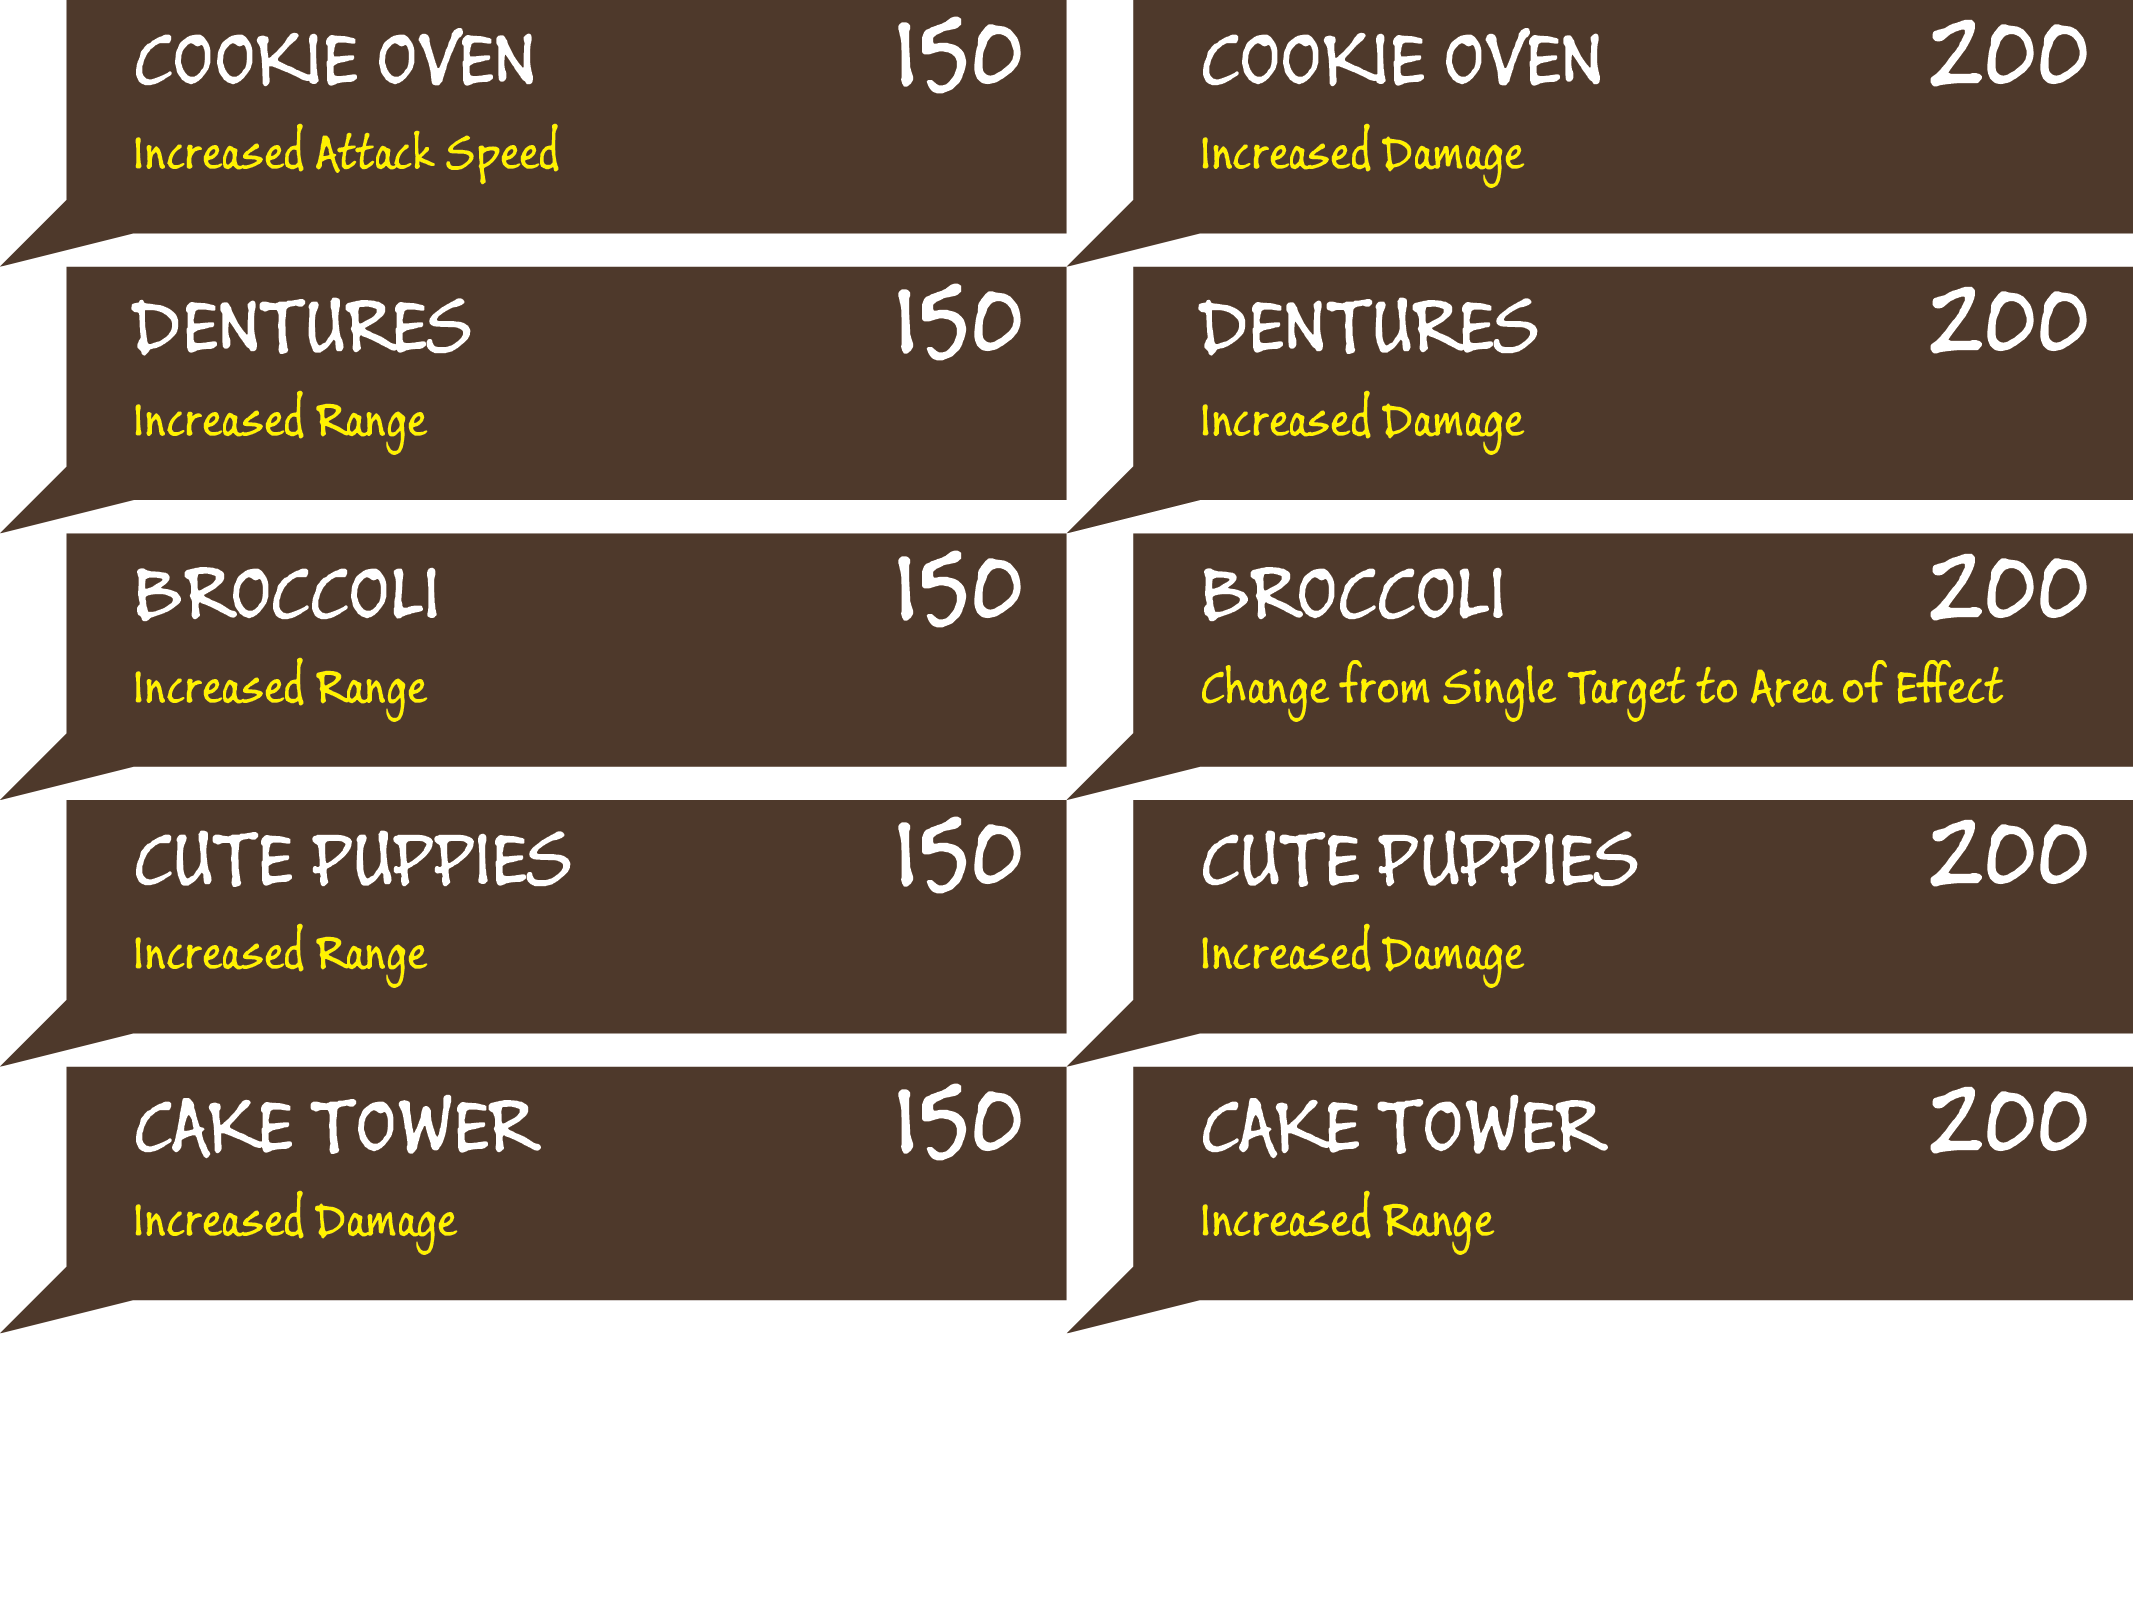 COOKIE OVEN 150
Increased Attack Speed
COOKIE OVEN 200
Increased Damage
DENTURES 150
Increased Range
DENTURES 200
Increased Damage
BROCCOLI 150
Increased Range
BROCCOLI 200
Change from Single Target to Area of Effect
CUTE PUPPIES 150
Increased Range
CUTE PUPPIES 200
Increased Damage
CAKE TOWER 150
Increased Damage
CAKE TOWER 200
Increased Range